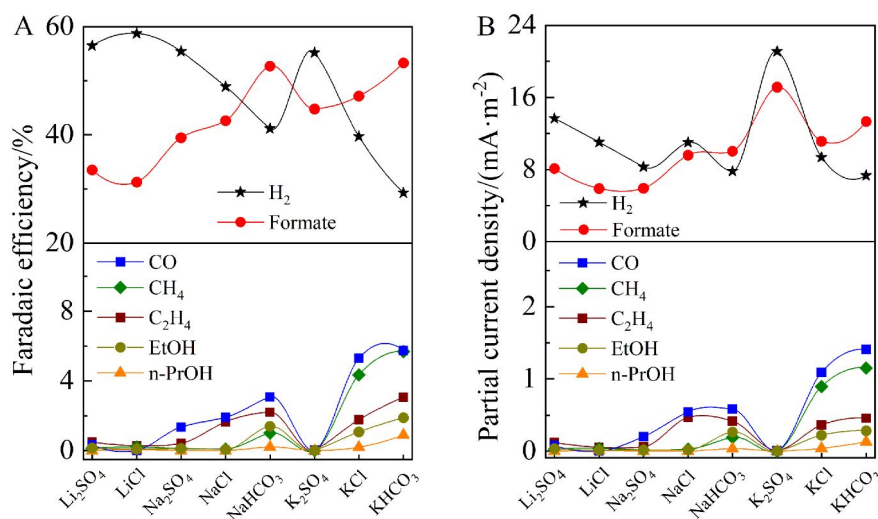 A
Faradaic efficiency/%
60
40
20
H₂
Formate
8
4
0
CO
CH₄
C₂H₄
EtOH
n-PrOH
Li₂SO₄
LiCl
Na₂SO₄
NaCl
NaHCO₃
K₂SO₄
KCl
KHCO₃
B
Partial current density/(mA·m⁻²)
24
16
8
0
H₂
Formate
2
1
0
CO
CH₄
C₂H₄
EtOH
n-PrOH
Li₂SO₄
LiCl
Na₂SO₄
NaCl
NaHCO₃
K₂SO₄
KCl
KHCO₃